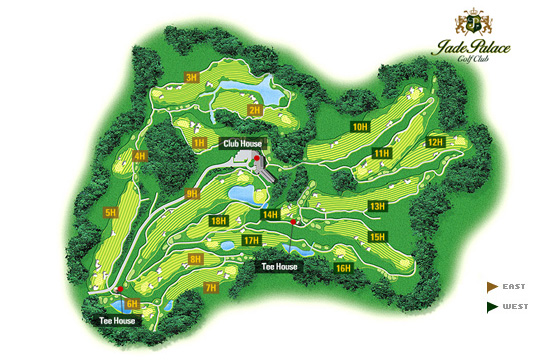 Jade Palace
Golf Club
3H
2H
1H
Club House
10H
11H
12H
4H
9H
13H
5H
18H
14H
17H
15H
8H
Tee House
16H
7H
6H
Tee House
EAST
WEST